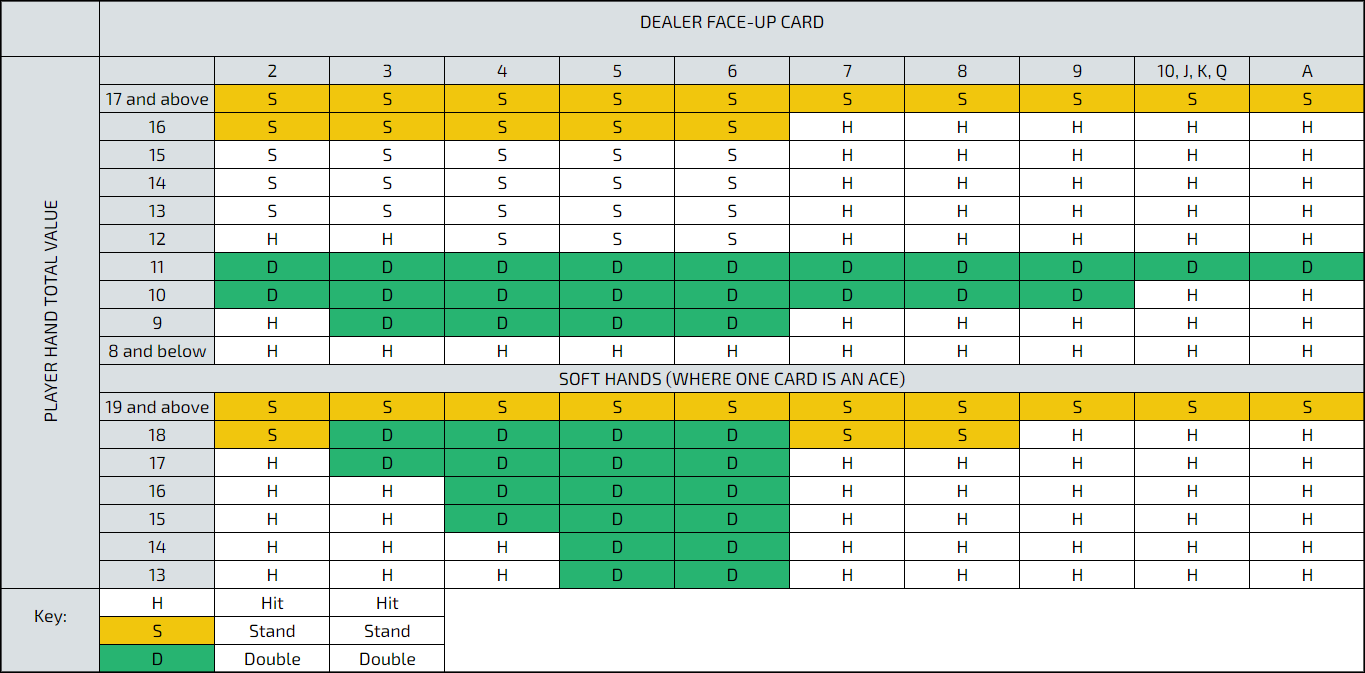 DEALER FACE-UP CARD
2 3 4 5 6 7 8 9 10, J, K, Q A
PLAYER HAND TOTAL VALUE
17 and above S S S S S S S S S S
16 S S S S S H H H H H
15 S S S S S H H H H H
14 S S S S S H H H H H
13 S S S S S H H H H H
12 H H S S S H H H H H
11 D D D D D D D D D D
10 D D D D D D D D H H
9 H D D D D H H H H H
8 and below H H H H H H H H H H
SOFT HANDS (WHERE ONE CARD IS AN ACE)
19 and above S S S S S S S S S S
18 S D D D D S S H H H
17 H D D D D H H H H H
16 H H D D D H H H H H
15 H H D D D H H H H H
14 H H H D D H H H H H
13 H H H D D H H H H H
Key:
H Hit Hit
S Stand Stand
D Double Double